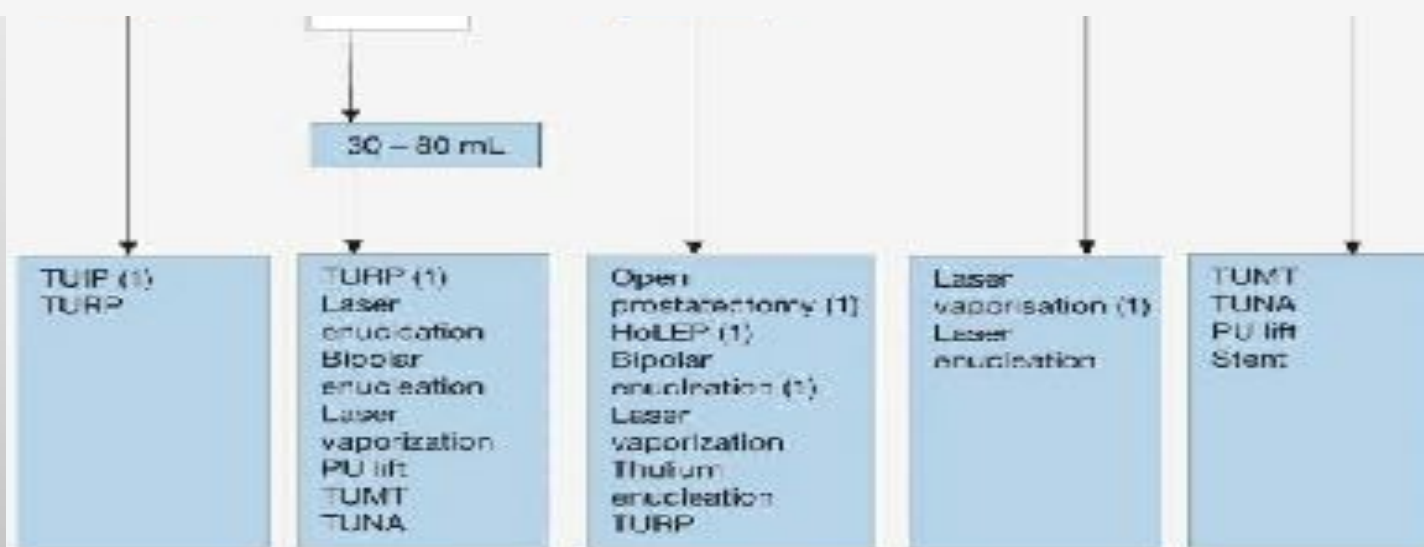 30 – 80 mL
TUIP (1)
TURP
TURP (1)
Laser
enucleation
Bipolar
enucleation
Laser
vaporization
PU lift
TUMT
TUNA
Open
prostatectomy (1)
HoLEP (1)
Bipolar
enucleation (1)
Laser
vaporization
Thulium
enucleation
TURP
Laser
vaporisation (1)
Laser
enucleation
TUMT
TUNA
PU lift
Stent